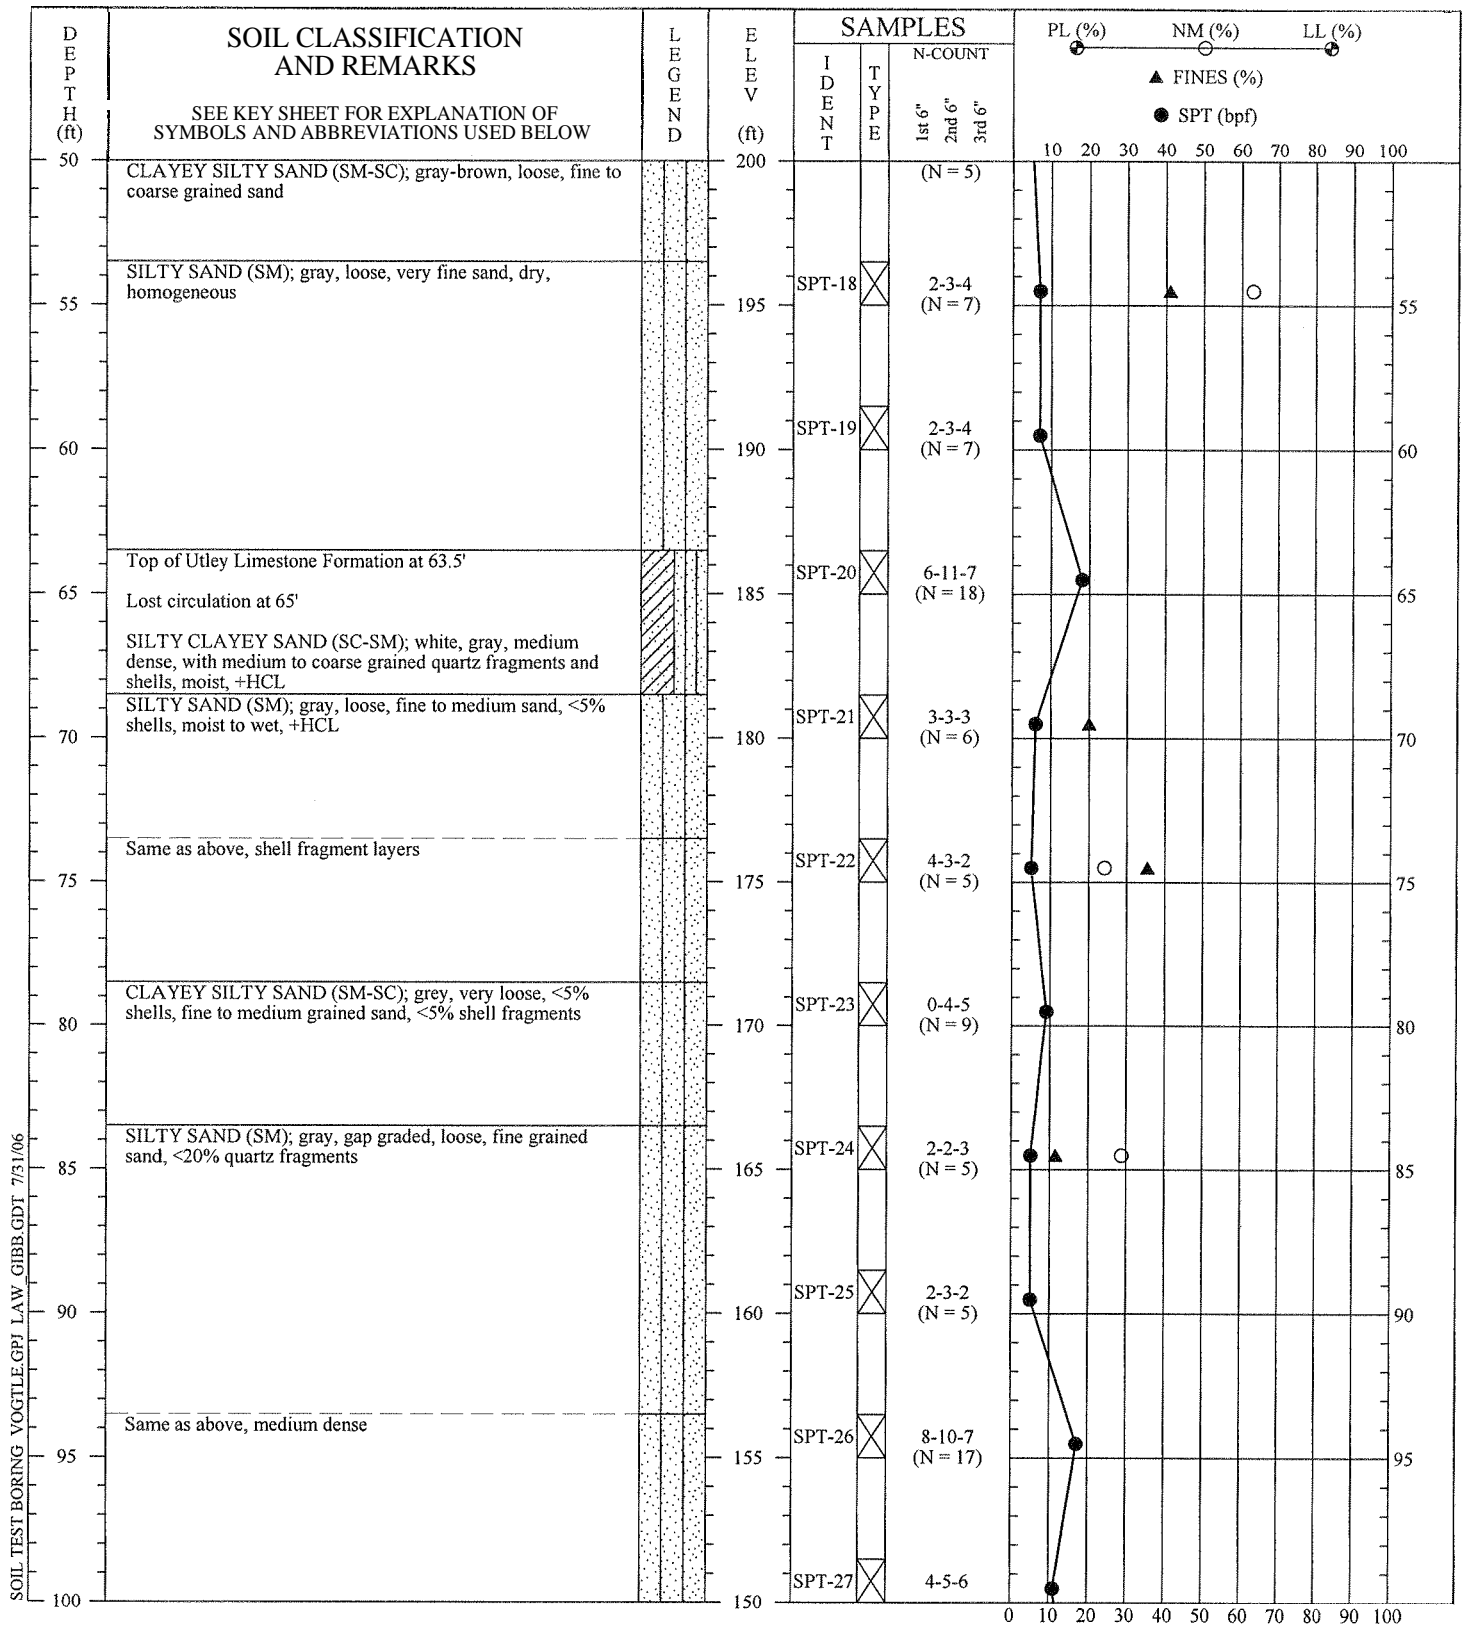 DEPTH (ft)
SOIL CLASSIFICATION
AND REMARKS
SEE KEY SHEET FOR EXPLANATION OF
SYMBOLS AND ABBREVIATIONS USED BELOW
LEGEND
ELEV (ft)
SAMPLES
IDENT
TYPE
N-COUNT
1st 6"
2nd 6"
3rd 6"
PL (%) NM (%) LL (%)
▲ FINES (%)
● SPT (bpf)
10 20 30 40 50 60 70 80 90 100
50
CLAYEY SILTY SAND (SM-SC); gray-brown, loose, fine to
coarse grained sand
200
(N = 5)
SILTY SAND (SM); gray, loose, very fine sand, dry,
homogeneous
SPT-18
2-3-4
(N = 7)
55
195
55
SPT-19
2-3-4
(N = 7)
60
190
60
Top of Utley Limestone Formation at 63.5'
SPT-20
6-11-7
(N = 18)
65
Lost circulation at 65'
185
65
SILTY CLAYEY SAND (SC-SM); white, gray, medium
dense, with medium to coarse grained quartz fragments and
shells, moist, +HCL
SILTY SAND (SM); gray, loose, fine to medium sand, <5%
shells, moist to wet, +HCL
SPT-21
3-3-3
(N = 6)
70
180
70
Same as above, shell fragment layers
SPT-22
4-3-2
(N = 5)
75
175
75
CLAYEY SILTY SAND (SM-SC); grey, very loose, <5%
shells, fine to medium grained sand, <5% shell fragments
SPT-23
0-4-5
(N = 9)
80
170
80
SILTY SAND (SM); gray, gap graded, loose, fine grained
sand, <20% quartz fragments
SPT-24
2-2-3
(N = 5)
85
165
85
SPT-25
2-3-2
(N = 5)
90
160
90
Same as above, medium dense
SPT-26
8-10-7
(N = 17)
95
155
95
SPT-27
4-5-6
100
150
0 10 20 30 40 50 60 70 80 90 100
SOIL TEST BORING VOGTLE.GPJ LAW_GIBB.GDT 7/31/06